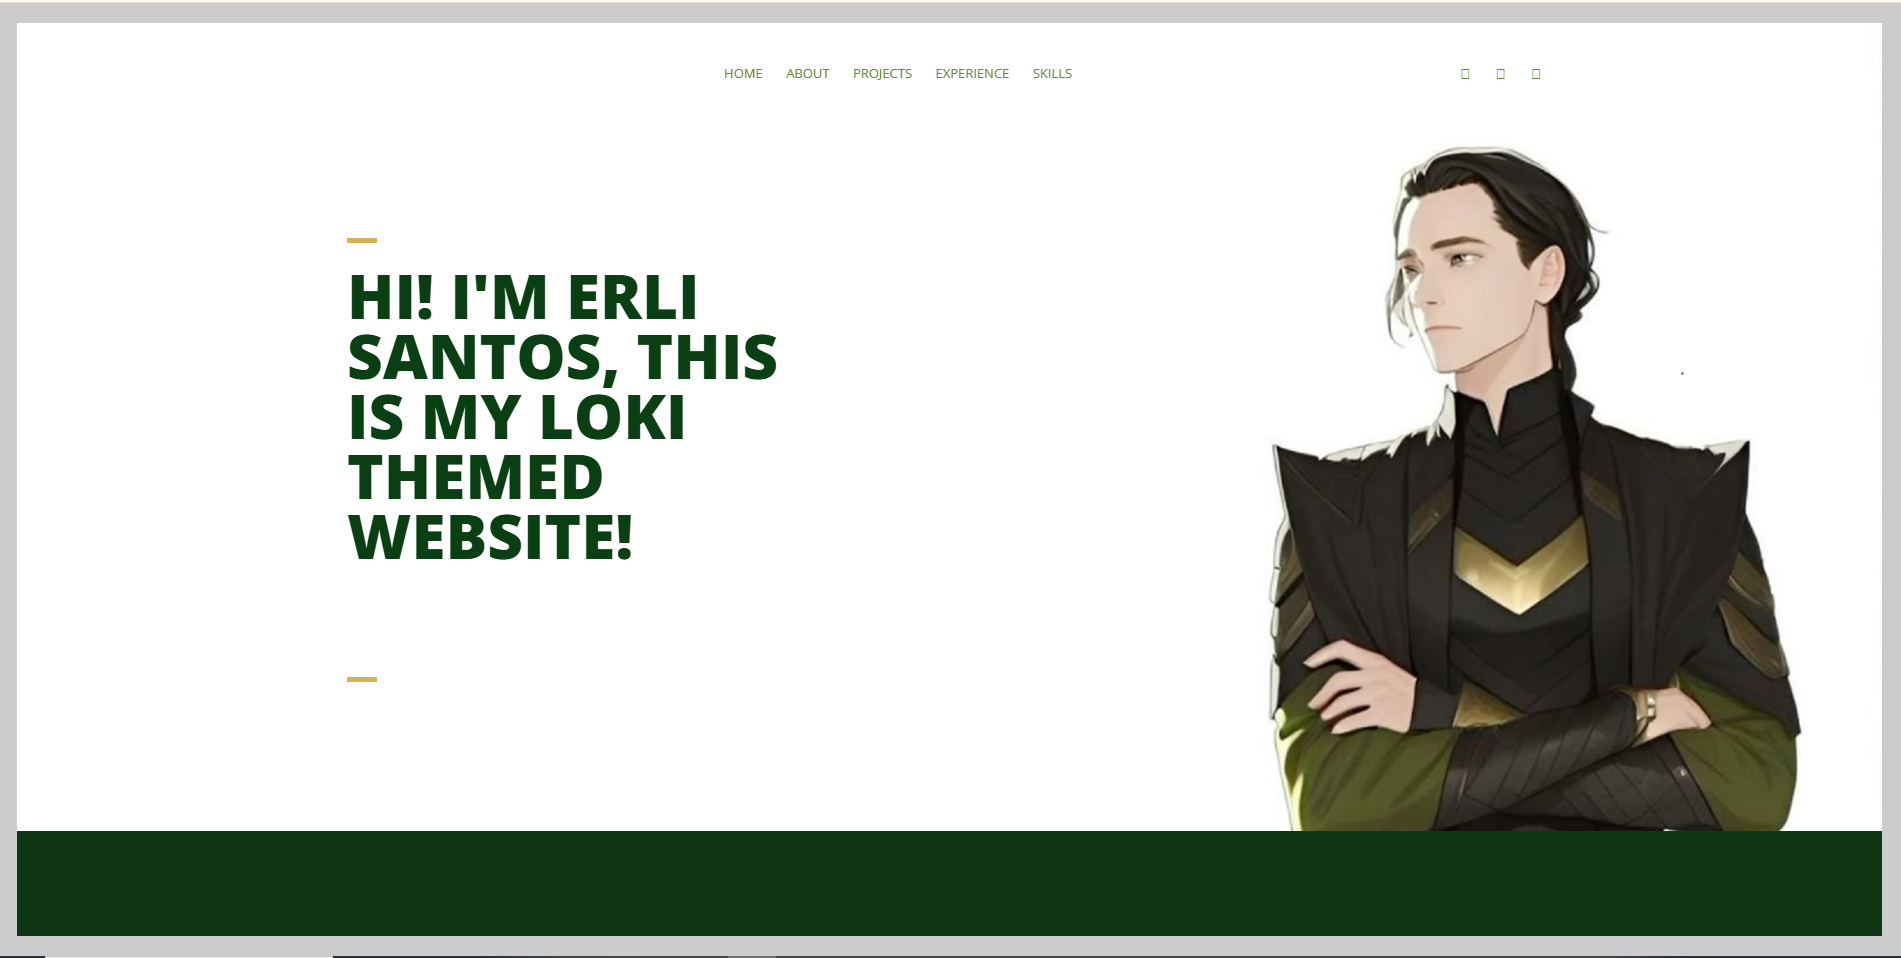 HOME ABOUT PROJECTS EXPERIENCE SKILLS
HI! I'M ERLI
SANTOS, THIS
IS MY LOKI
THEMED
WEBSITE!